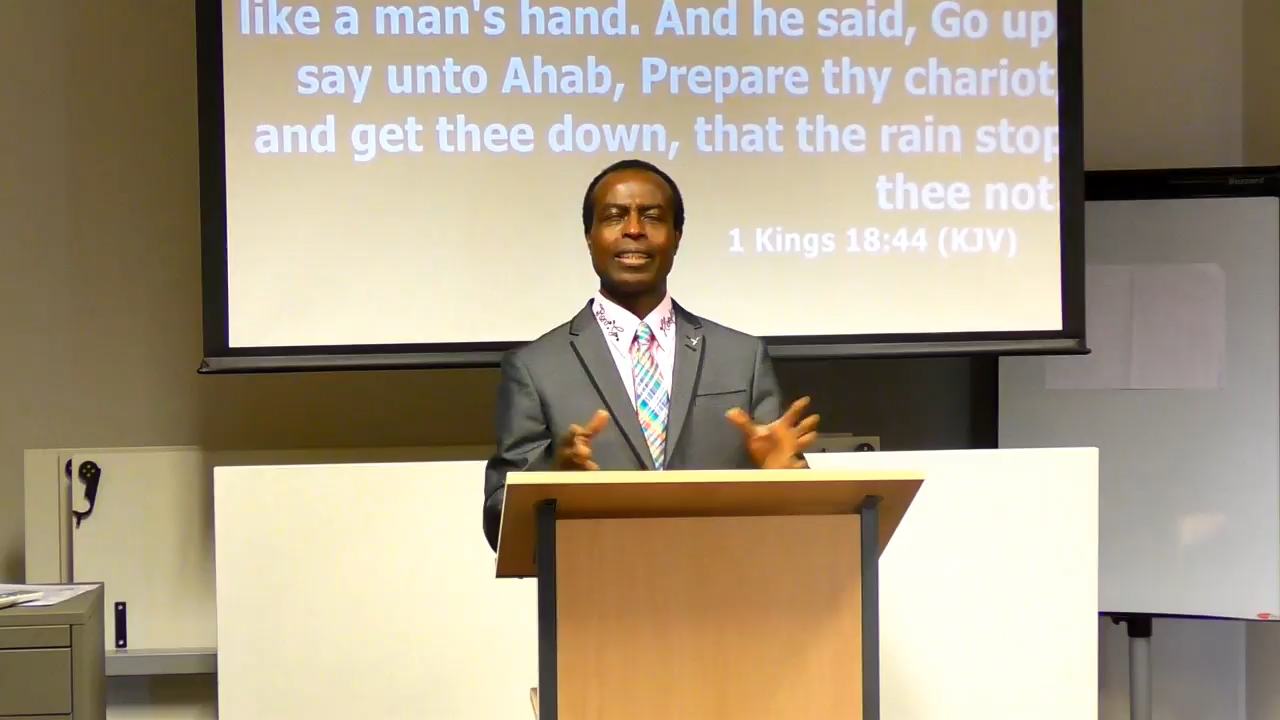 like a man's hand. And he said, Go up
say unto Ahab, Prepare thy chariot,
and get thee down, that the rain stop
thee not
1 Kings 18:44 (KJV)